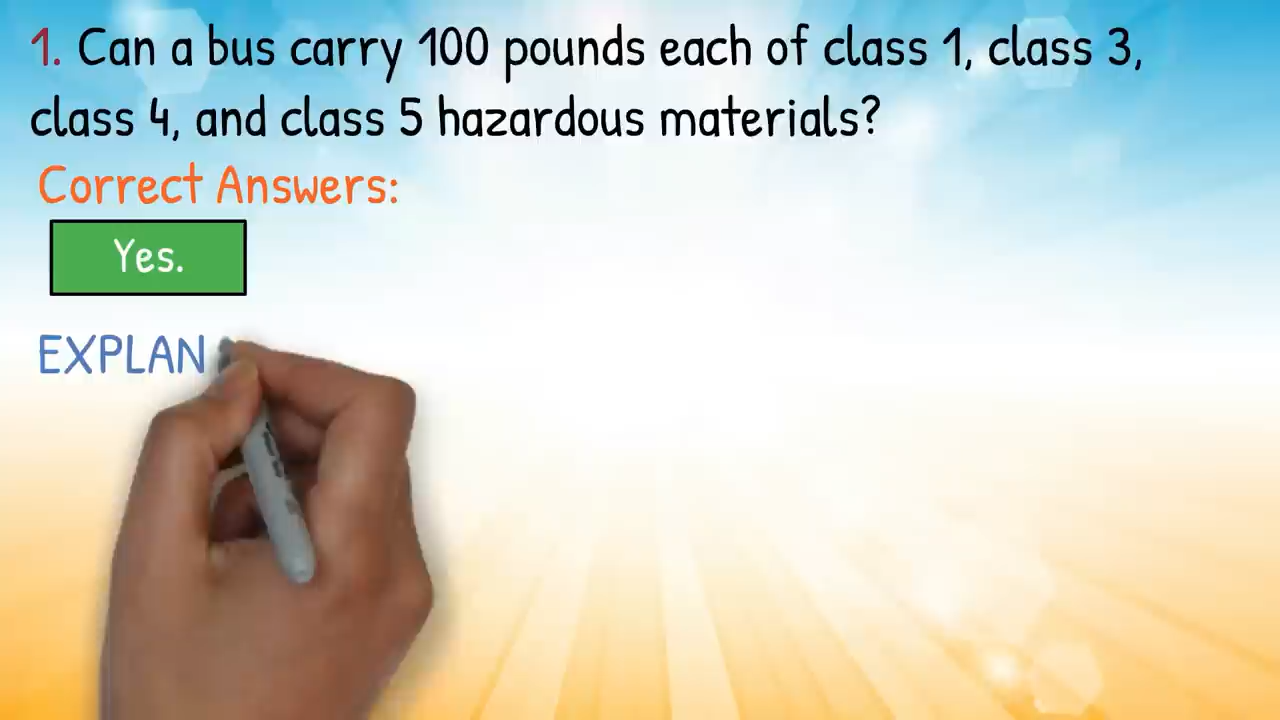 1. Can a bus carry 100 pounds each of class 1, class 3,
class 4, and class 5 hazardous materials?
Correct Answers:
Yes.
EXPLAN